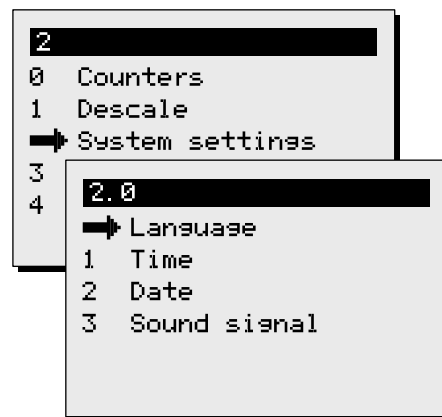 2
0 Counters
1 Descale
System settings
3
4
2.0
Language
1 Time
2 Date
3 Sound signal